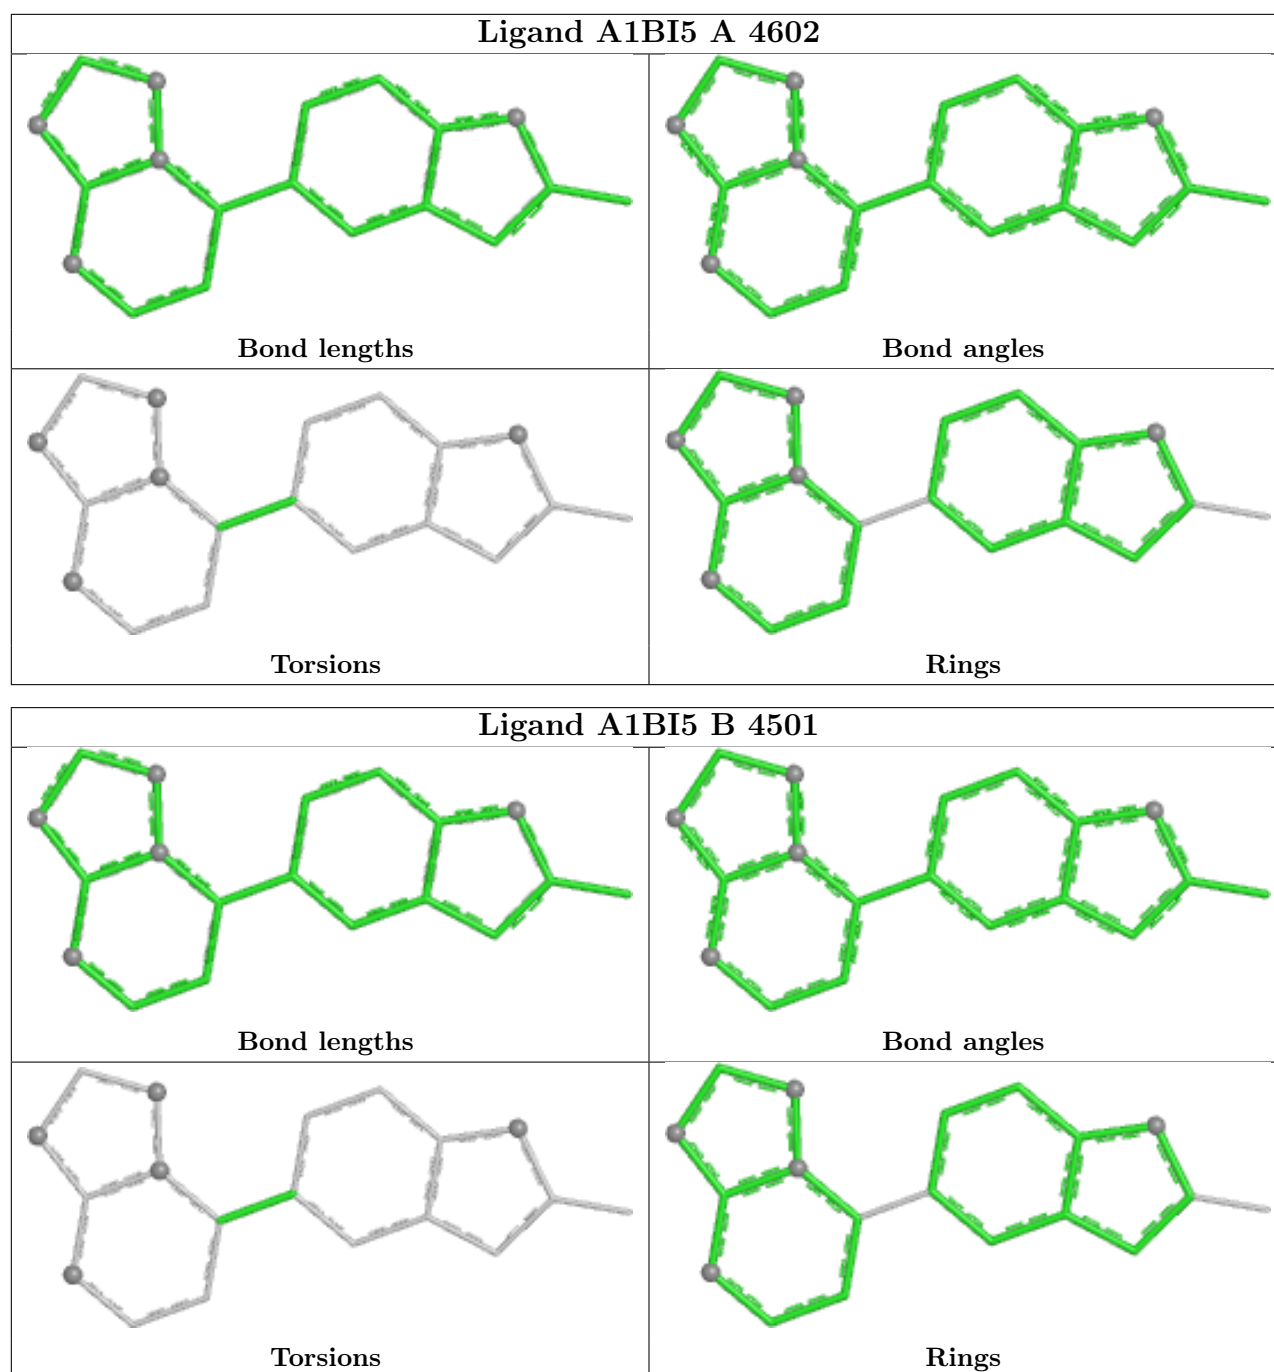 Ligand A1BI5 A 4602
Bond lengths
Bond angles
Torsions
Rings
Ligand A1BI5 B 4501
Bond lengths
Bond angles
Torsions
Rings